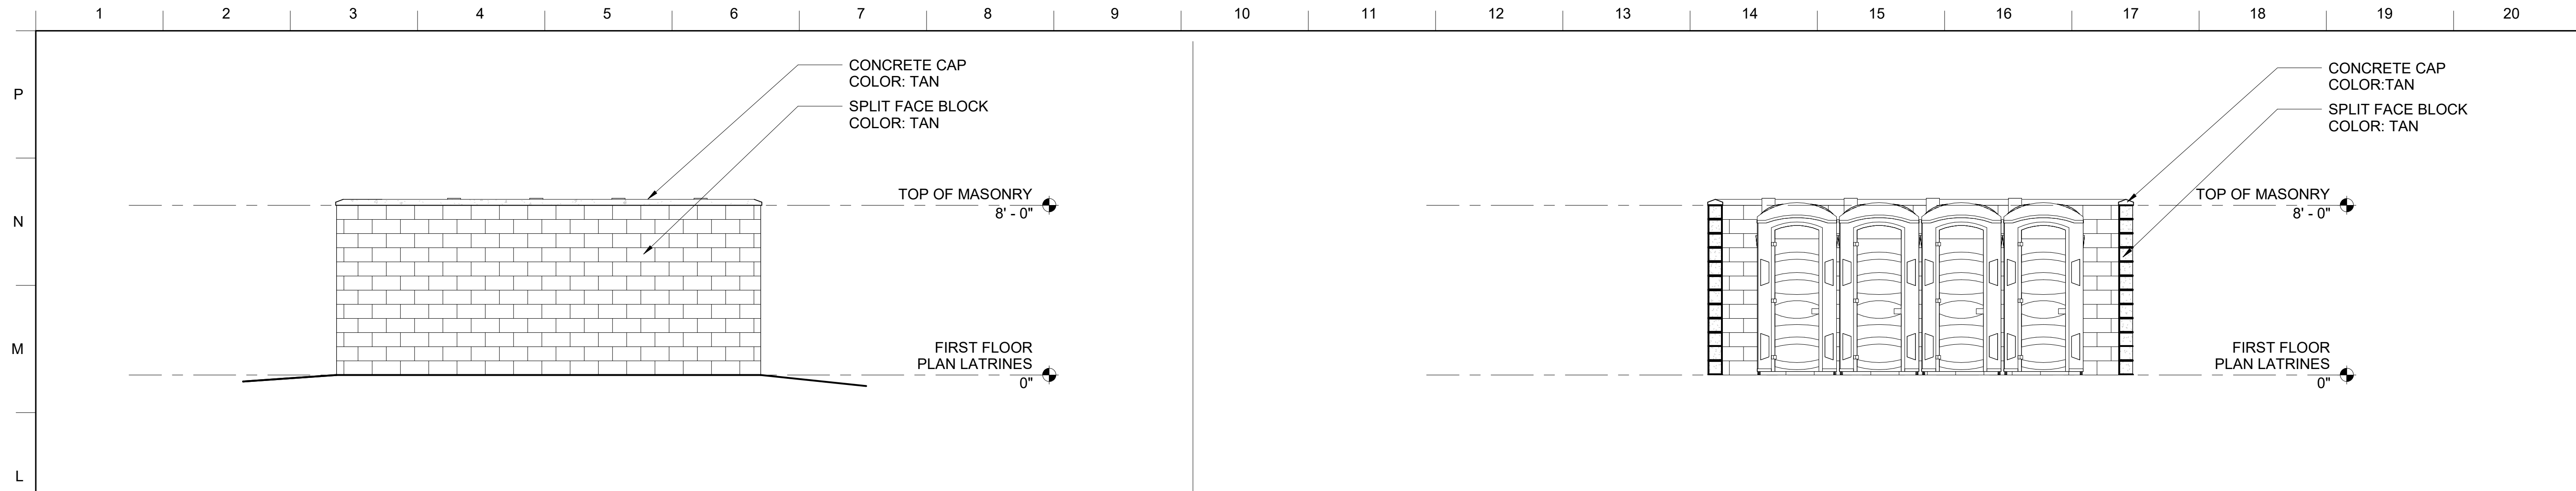 1 2 3 4 5 6 7 8 9 10 11 12 13 14 15 16 17 18 19 20
P
N
M
L
CONCRETE CAP
COLOR: TAN
SPLIT FACE BLOCK
COLOR: TAN
TOP OF MASONRY
8' - 0"
FIRST FLOOR
PLAN LATRINES
0"
CONCRETE CAP
COLOR:TAN
SPLIT FACE BLOCK
COLOR: TAN
TOP OF MASONRY
8' - 0"
FIRST FLOOR
PLAN LATRINES
0"